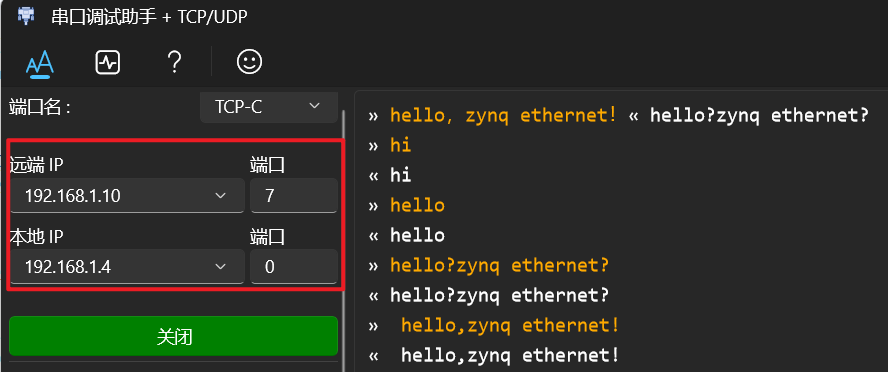 串口调试助手 + TCP/UDP
端口名 :
TCP-C
远端 IP
端口
192.168.1.10
7
本地 IP
端口
192.168.1.4
0
关闭
» hello，zynq ethernet！« hello?zynq ethernet?
» hi
« hi
» hello
« hello
» hello?zynq ethernet?
« hello?zynq ethernet?
» hello,zynq ethernet!
« hello,zynq ethernet!